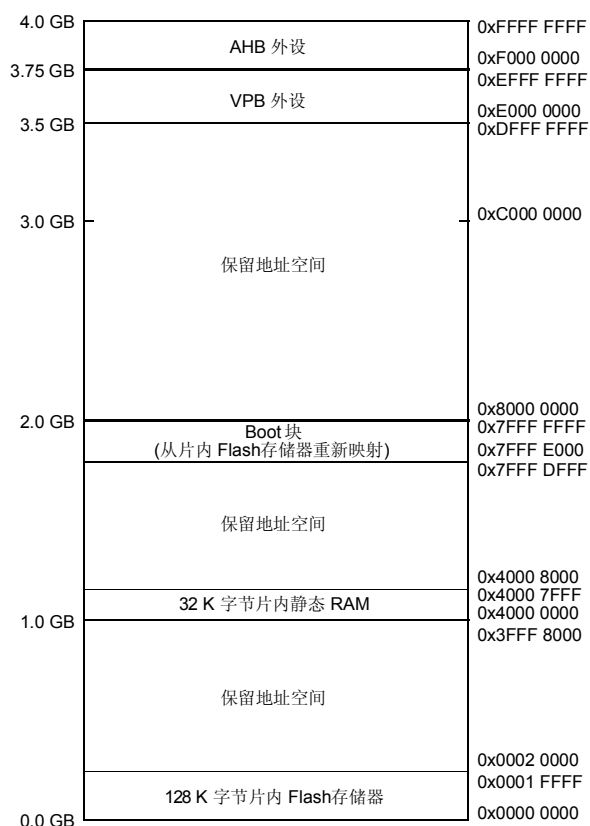 4.0 GB
0xFFFF FFFF
AHB 外设
0xF000 0000
3.75 GB
0xEFFF FFFF
VPB 外设
0xE000 0000
3.5 GB
0xDFFF FFFF
3.0 GB
0xC000 0000
保留地址空间
0x8000 0000
2.0 GB
0x7FFF FFFF
Boot 块
(从片内 Flash存储器重新映射)
0x7FFF E000
0x7FFF DFFF
保留地址空间
0x4000 8000
0x4000 7FFF
32 K 字节片内静态 RAM
0x4000 0000
1.0 GB
0x3FFF 8000
保留地址空间
0x0002 0000
0x0001 FFFF
128 K 字节片内 Flash存储器
0x0000 0000
0.0 GB